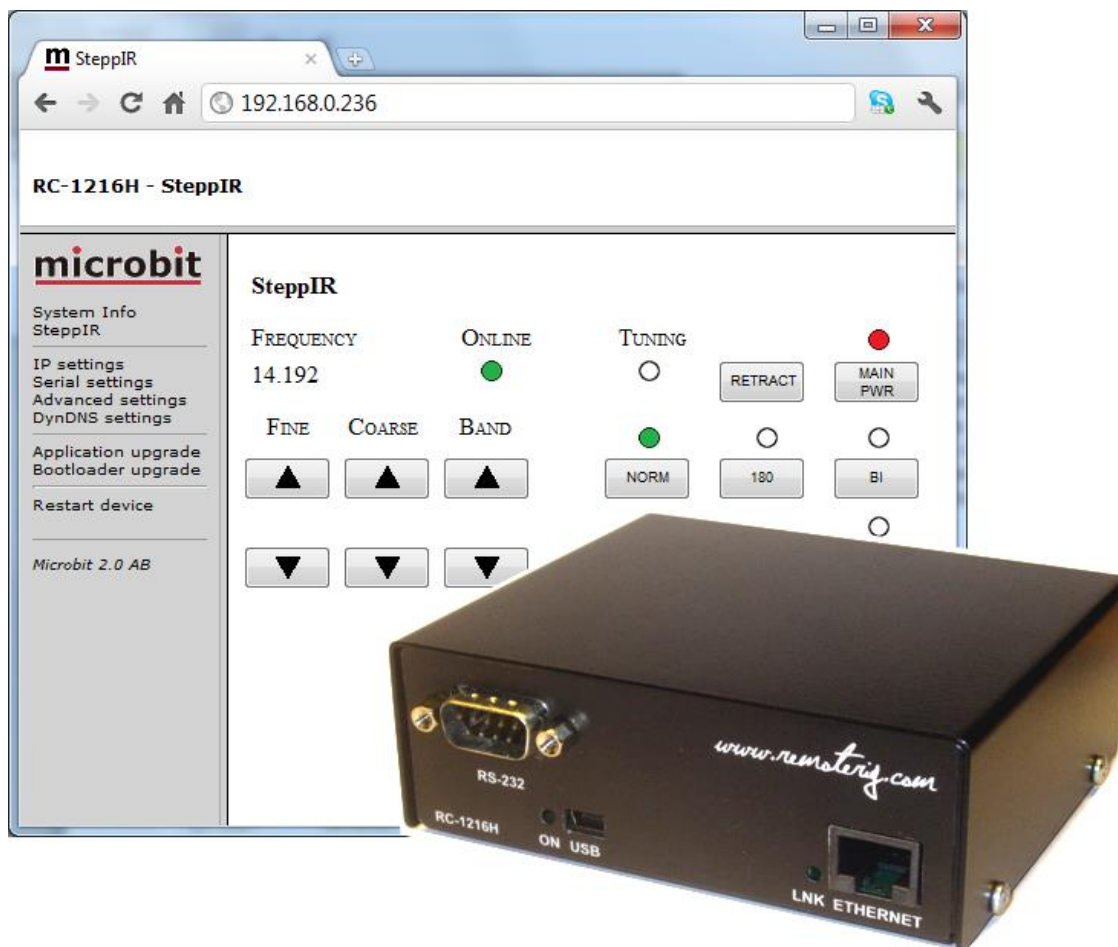 m SteppIR
192.168.0.236
RC-1216H - SteppIR
microbit
System Info
SteppIR
IP settings
Serial settings
Advanced settings
DynDNS settings
Application upgrade
Bootloader upgrade
Restart device
Microbit 2.0 AB
SteppIR
FREQUENCY ONLINE TUNING
14.192
RETRACT MAIN
PWR
FINE COARSE BAND
NORM 180 BI
www.remoterig.com
RS-232
RC-1216H ON USB
LNK ETHERNET